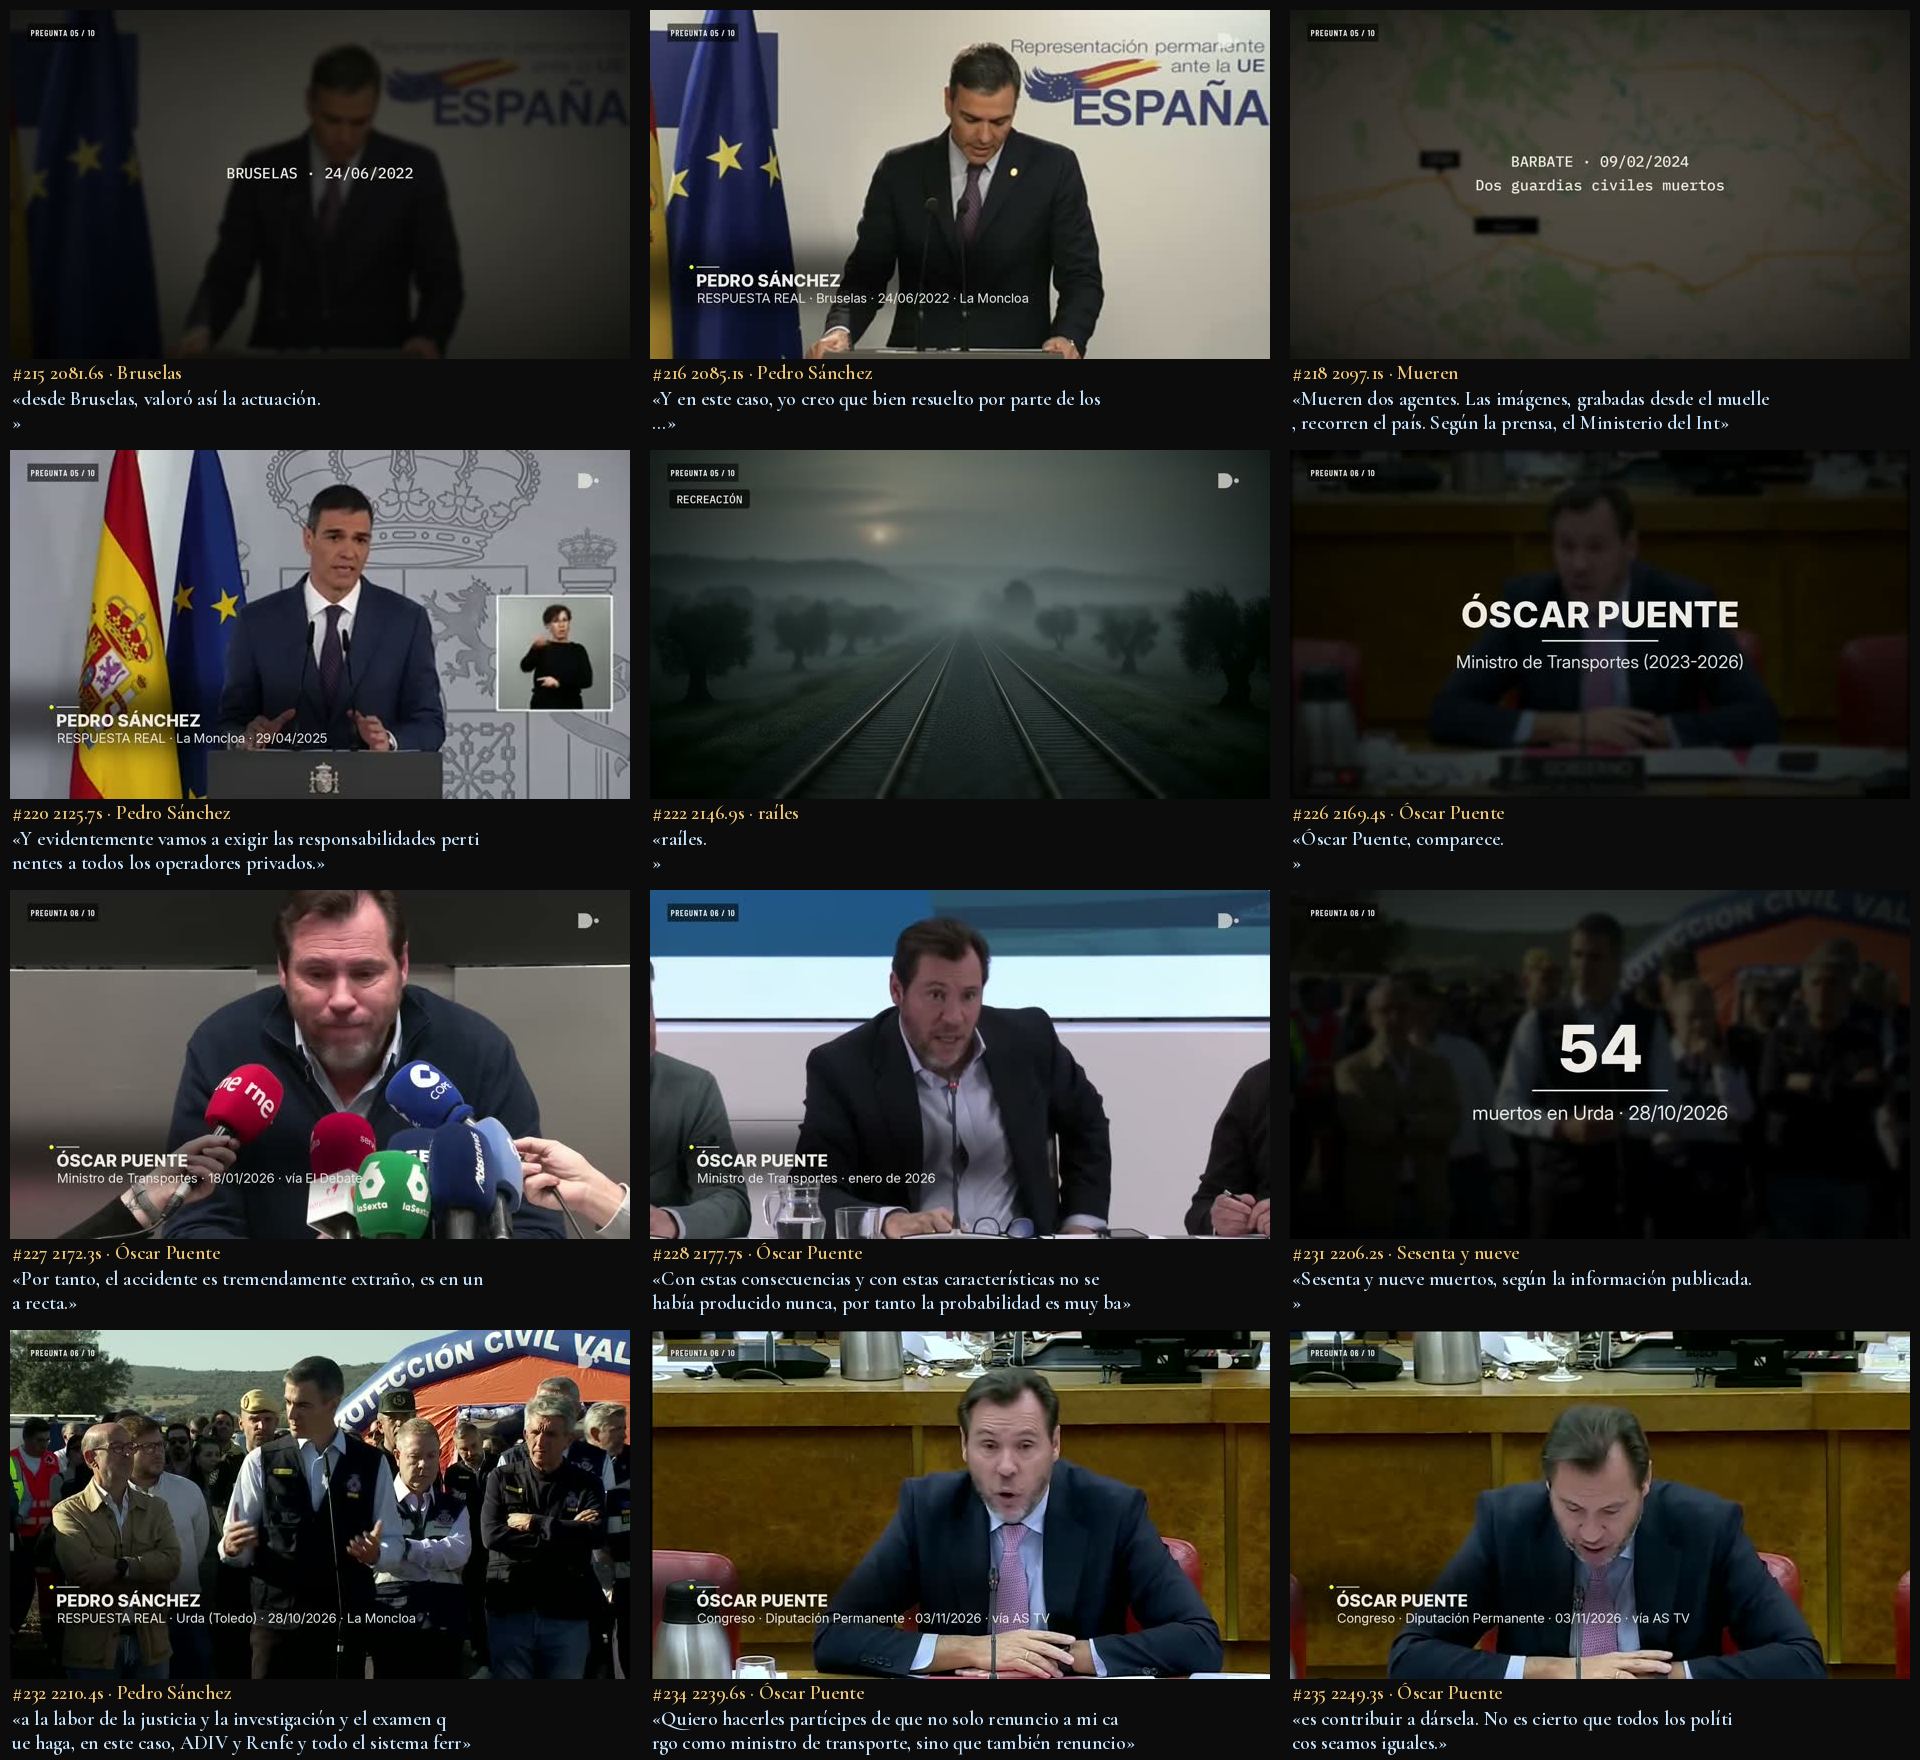 PREGUNTA 05 / 10
BRUSELAS · 24/06/2022
#215 2081.6s · Bruselas
«desde Bruselas, valoró así la actuación.
»
PREGUNTA 05 / 10
Representación permanente
ante la UE
ESPAÑA
PEDRO SÁNCHEZ
RESPUESTA REAL · Bruselas · 24/06/2022 · La Moncloa
#216 2085.1s · Pedro Sánchez
«Y en este caso, yo creo que bien resuelto por parte de los
...»
PREGUNTA 05 / 10
BARBATE · 09/02/2024
Dos guardias civiles muertos
#218 2097.1s · Mueren
«Mueren dos agentes. Las imágenes, grabadas desde el muelle
, recorren el país. Según la prensa, el Ministerio del Int»
PREGUNTA 05 / 10
PEDRO SÁNCHEZ
RESPUESTA REAL · La Moncloa · 29/04/2025
#220 2125.7s · Pedro Sánchez
«Y evidentemente vamos a exigir las responsabilidades perti
nentes a todos los operadores privados.»
PREGUNTA 05 / 10
RECREACIÓN
#222 2146.9s · raíles
«raíles.
»
PREGUNTA 06 / 10
ÓSCAR PUENTE
Ministro de Transportes (2023-2026)
GOBIERNO
#226 2169.4s · Óscar Puente
«Óscar Puente, comparece.
»
PREGUNTA 06 / 10
ne rne
COPE
laSexta
laSexta
ÓSCAR PUENTE
Ministro de Transportes · 18/01/2026 · vía El Debate
#227 2172.3s · Óscar Puente
«Por tanto, el accidente es tremendamente extraño, es en un
a recta.»
PREGUNTA 06 / 10
ÓSCAR PUENTE
Ministro de Transportes · enero de 2026
#228 2177.7s · Óscar Puente
«Con estas consecuencias y con estas características no se
había producido nunca, por tanto la probabilidad es muy ba»
PREGUNTA 06 / 10
OTECCIÓN CIVIL VAL
54
muertos en Urda · 28/10/2026
#231 2206.2s · Sesenta y nueve
«Sesenta y nueve muertos, según la información publicada.
»
PREGUNTA 06 / 10
ROTECCIÓN CIVIL VAL
PEDRO SÁNCHEZ
RESPUESTA REAL · Urda (Toledo) · 28/10/2026 · La Moncloa
#232 2210.4s · Pedro Sánchez
«a la labor de la justicia y la investigación y el examen q
ue haga, en este caso, ADIV y Renfe y todo el sistema ferr»
PREGUNTA 06 / 10
ÓSCAR PUENTE
Congreso · Diputación Permanente · 03/11/2026 · vía AS TV
#234 2239.6s · Óscar Puente
«Quiero hacerles partícipes de que no solo renuncio a mi ca
rgo como ministro de transporte, sino que también renuncio»
PREGUNTA 06 / 10
ÓSCAR PUENTE
Congreso · Diputación Permanente · 03/11/2026 · vía AS TV
#235 2249.3s · Óscar Puente
«es contribuir a dársela. No es cierto que todos los políti
cos seamos iguales.»